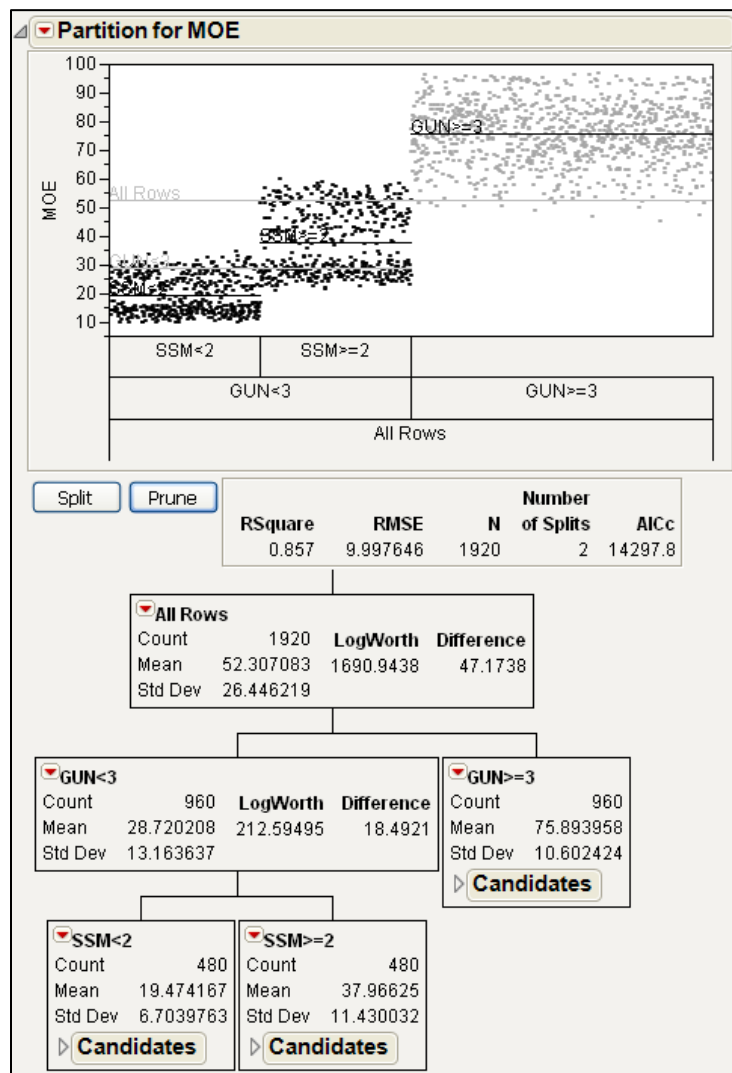 Partition for MOE
100
90
80
70
60
50
40
30
20
10
MOE
GUN>=3
All Rows
SSM>=2
GUN<3
SSM<2
SSM<2 SSM>=2
GUN<3 GUN>=3
All Rows
Split Prune
Number
RSquare RMSE N of Splits AICc
0.857 9.997646 1920 2 14297.8
All Rows
Count 1920 LogWorth Difference
Mean 52.307083 1690.9438 47.1738
Std Dev 26.446219
GUN<3
Count 960 LogWorth Difference
Mean 28.720208 212.59495 18.4921
Std Dev 13.163637
GUN>=3
Count 960
Mean 75.893958
Std Dev 10.602424
Candidates
SSM<2
Count 480
Mean 19.474167
Std Dev 6.7039763
Candidates
SSM>=2
Count 480
Mean 37.96625
Std Dev 11.430032
Candidates